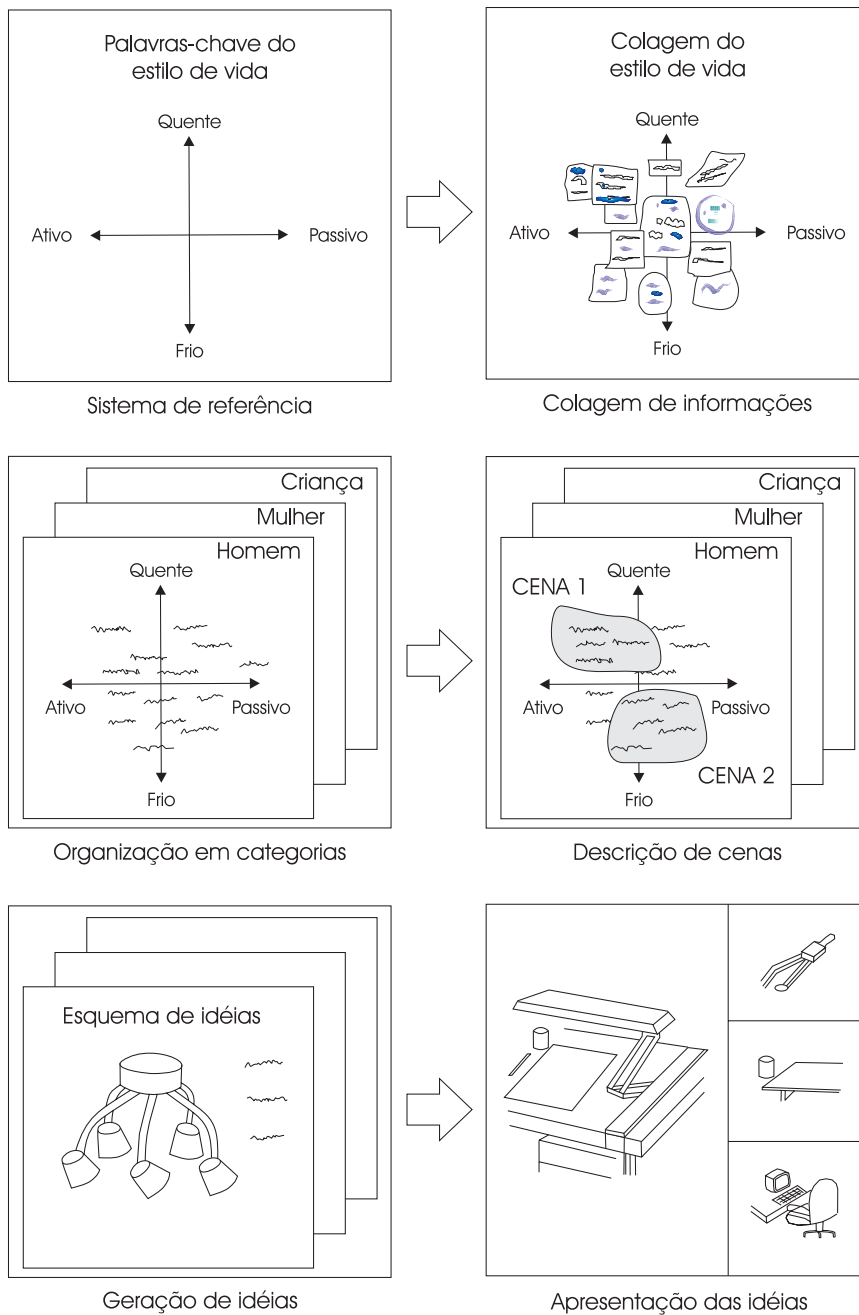 Palavras-chave do
estilo de vida
Quente
Ativo
Passivo
Frio
Sistema de referência
Colagem do
estilo de vida
Quente
Ativo
Passivo
Frio
Colagem de informações
Criança
Mulher
Homem
Quente
Ativo
Passivo
Frio
Organização em categorias
Criança
Mulher
Homem
Quente
CENA 1
Ativo
Passivo
CENA 2
Frio
Descrição de cenas
Esquema de idéias
Geração de idéias
Apresentação das idéias